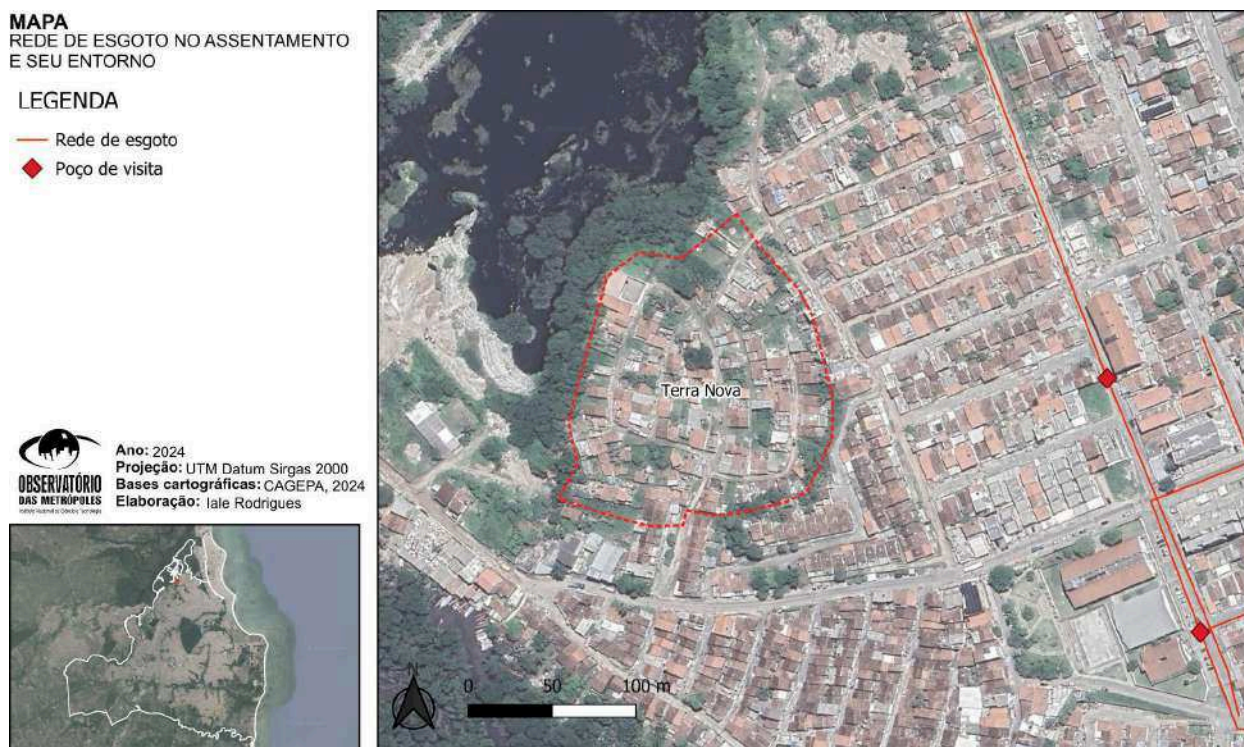 MAPA
REDE DE ESGOTO NO ASSENTAMENTO
E SEU ENTORNO
LEGENDA
Rede de esgoto
Poço de visita
OBSERVATÓRIO
DAS METRÓPOLES
Ano: 2024
Projeção: UTM Datum Sirgas 2000
Bases cartográficas: CAGEPA, 2024
Elaboração: Iale Rodrigues
Terra Nova
N
0 50 100 m